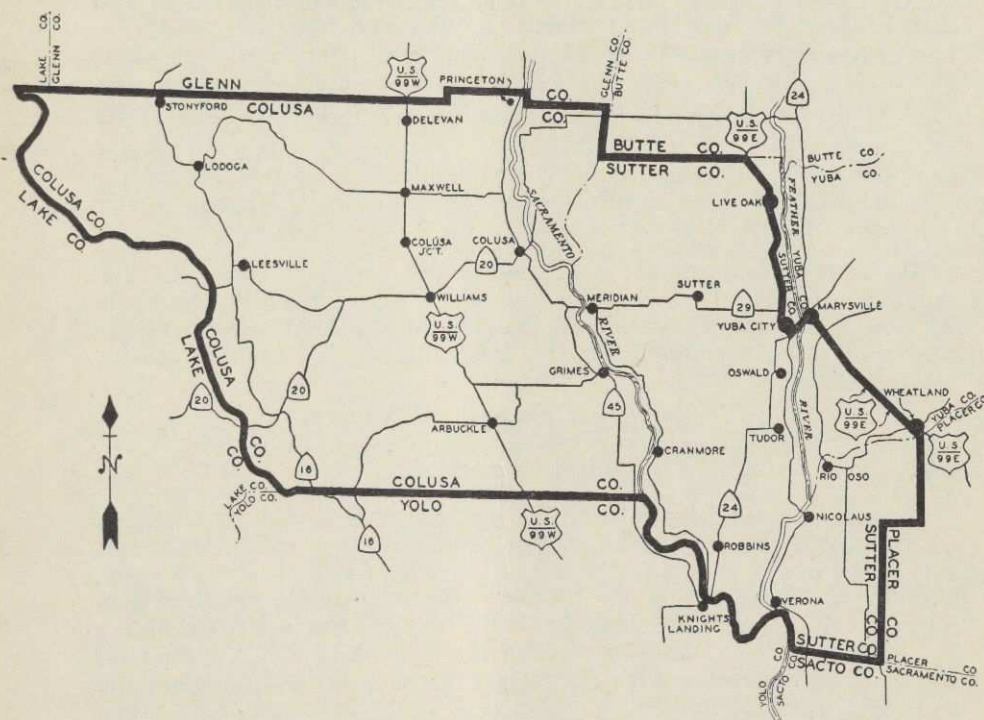 LAKE CO.
GLENN CO.
GLENN
COLUSA
STONYFORD
U.S.
99W
PRINCETON
CO.
CO.
GLENN CO.
BUTTE CO.
U.S.
99E
24
DELEVAN
LODOGA
BUTTE CO.
SUTTER CO.
BUTTE CO.
YUBA CO.
COLUSA CO.
LAKE CO.
MAXWELL
SACRAMENTO
RIVER
LIVE OAK
FEATHER
RIVER
SUTTER CO.
YUBA CO.
COLUSA
JC'T.
COLUSA
20
LEESVILLE
WILLIAMS
U.S.
99W
MERIDIAN
SUTTER
29
MARYSVILLE
YUBA CITY
COLUSA CO.
LAKE CO.
20
20
GRIMES
45
OSWALD
WHEATLAND
U.S.
99E
YUBA CO.
PLACER CO.
U.S.
99E
ARBUCKLE
CRANMORE
TUDOR
RIO OSO
N
16
LAKE CO.
YOLO CO.
COLUSA CO.
YOLO CO.
16
U.S.
99W
24
NICOLAUS
ROBBINS
PLACER CO.
SUTTER CO.
VERONA
KNIGHTS
LANDING
SUTTER CO.
SACTO CO.
PLACER CO.
SACRAMENTO CO.
YOLO CO
SACTO CO